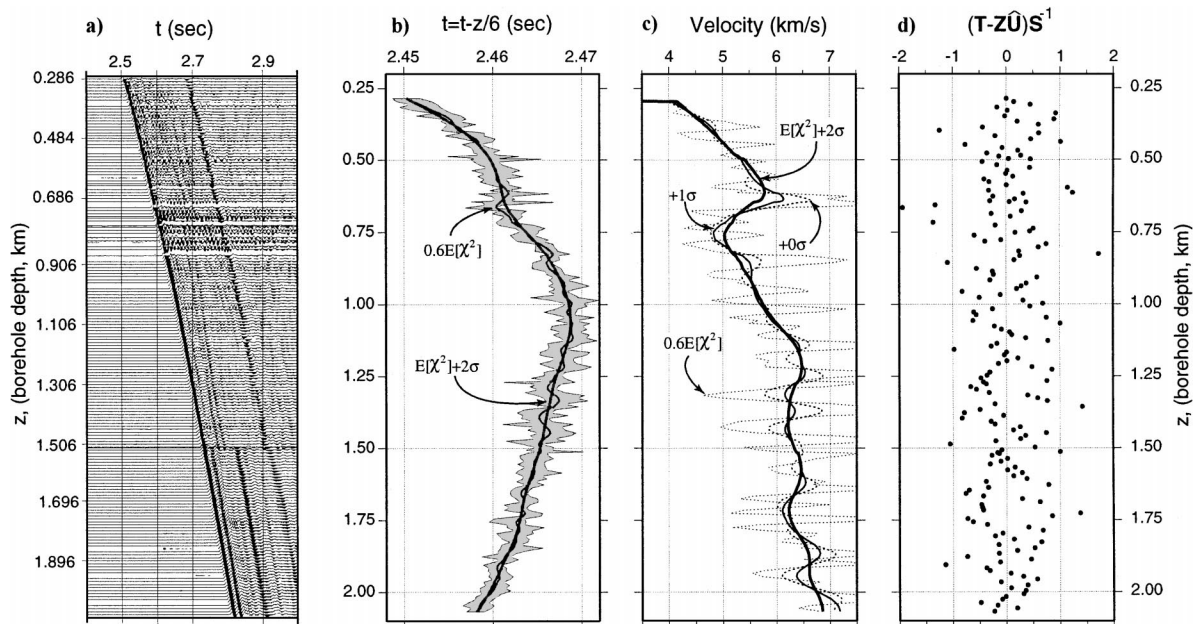 a) t (sec)
2.5 2.7 2.9
z, (borehole depth, km)
0.286
0.484
0.686
0.906
1.106
1.306
1.506
1.696
1.896
b) t=t-z/6 (sec)
2.45 2.46 2.47
0.25
0.50
0.75
1.00
1.25
1.50
1.75
2.00
0.6E[χ²]
E[χ²]+2σ
c) Velocity (km/s)
4 5 6 7
E[χ²]+2σ
+1σ
+0σ
0.6E[χ²]
d) (T-ZÛ)S⁻¹
-2 -1 0 1 2
0.25
0.50
0.75
1.00
1.25
1.50
1.75
2.00
z, (borehole depth, km)